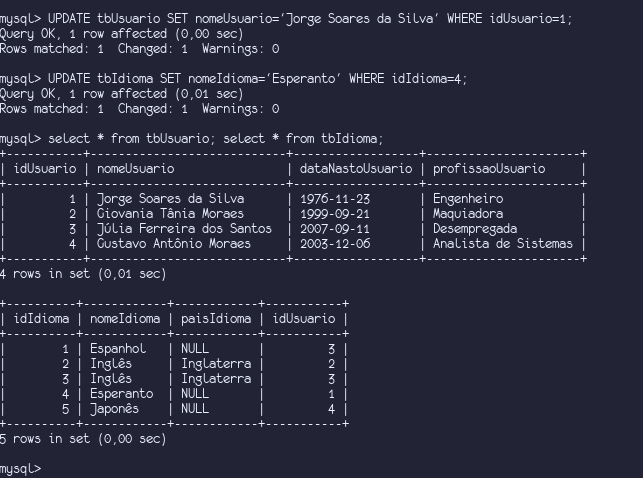 mysql> UPDATE tbUsuario SET nomeUsuario='Jorge Soares da Silva' WHERE idUsuario=1;
Query OK, 1 row affected (0,00 sec)
Rows matched: 1  Changed: 1  Warnings: 0

mysql> UPDATE tbIdioma SET nomeIdioma='Esperanto' WHERE idIdioma=4;
Query OK, 1 row affected (0,01 sec)
Rows matched: 1  Changed: 1  Warnings: 0

mysql> select * from tbUsuario; select * from tbIdioma;
+-----------+----------------------------+------------------+----------------------+
| idUsuario | nomeUsuario                | dataNastoUsuario | profissaoUsuario     |
+-----------+----------------------------+------------------+----------------------+
|         1 | Jorge Soares da Silva      | 1976-11-23       | Engenheiro           |
|         2 | Giovania Tânia Moraes      | 1999-09-21       | Maquiadora           |
|         3 | Júlia Ferreira dos Santos  | 2007-09-11       | Desempregada         |
|         4 | Gustavo Antônio Moraes     | 2003-12-06       | Analista de Sistemas |
+-----------+----------------------------+------------------+----------------------+
4 rows in set (0,01 sec)

+----------+------------+------------+-----------+
| idIdioma | nomeIdioma | paisIdioma | idUsuario |
+----------+------------+------------+-----------+
|        1 | Espanhol   | NULL       |         3 |
|        2 | Inglês     | Inglaterra |         2 |
|        3 | Inglês     | Inglaterra |         3 |
|        4 | Esperanto  | NULL       |         1 |
|        5 | Japonês    | NULL       |         4 |
+----------+------------+------------+-----------+
5 rows in set (0,00 sec)

mysql>